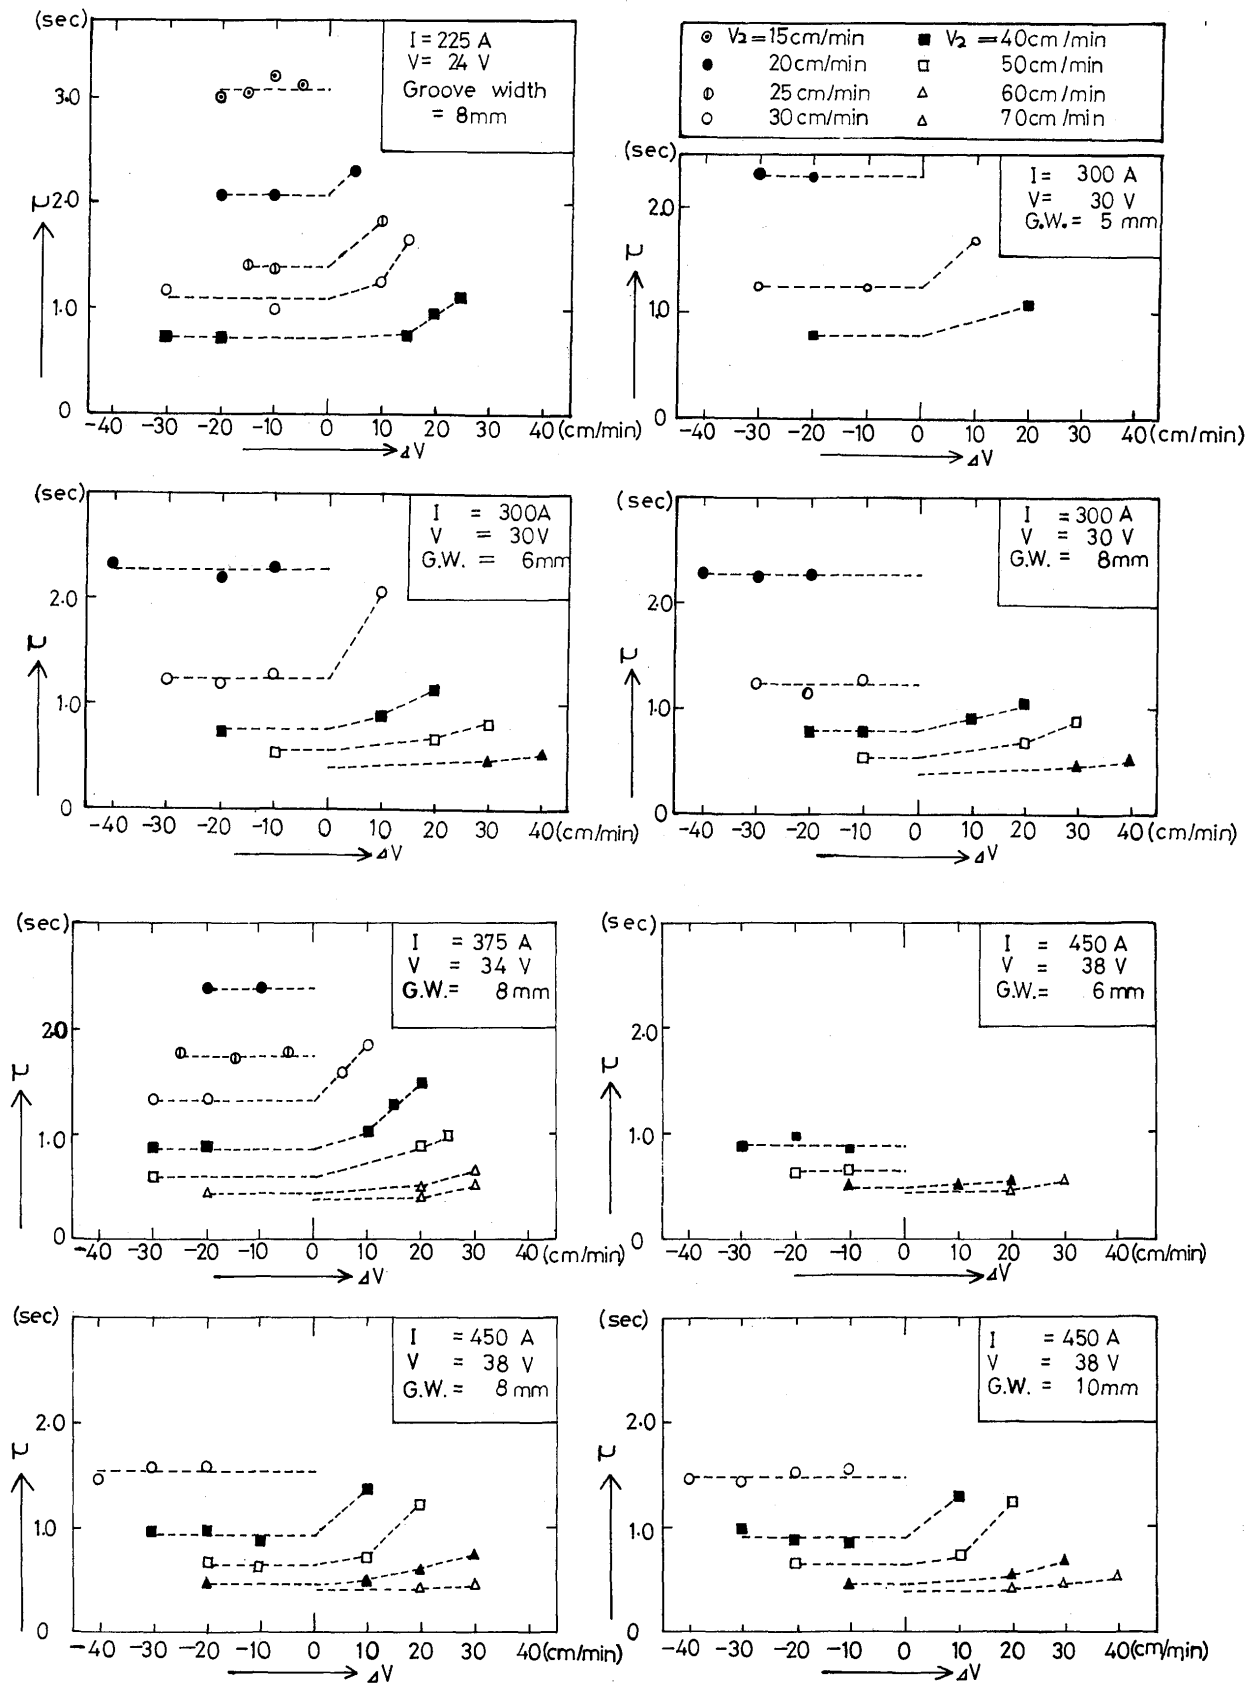 (sec)
I = 225 A
V = 24 V
Groove width
= 8mm
3.0
2.0
1.0
0
τ
-40 -30 -20 -10 0 10 20 30 40 (cm/min)
ΔV
V₂ = 15 cm/min V₂ = 40 cm/min
20 cm/min 50 cm/min
25 cm/min 60 cm/min
30 cm/min 70 cm/min
(sec)
I = 300 A
V = 30 V
G.W. = 5 mm
2.0
1.0
0
τ
-40 -30 -20 -10 0 10 20 30 40 (cm/min)
ΔV
(sec)
I = 300A
V = 30V
G.W. = 6mm
2.0
1.0
0
τ
-40 -30 -20 -10 0 10 20 30 40 (cm/min)
ΔV
(sec)
I = 300 A
V = 30 V
G.W. = 8mm
2.0
1.0
0
τ
-40 -30 -20 -10 0 10 20 30 40 (cm/min)
ΔV
(sec)
I = 375 A
V = 34 V
G.W. = 8 mm
2.0
1.0
0
τ
-40 -30 -20 -10 0 10 20 30 40 (cm/min)
ΔV
(sec)
I = 450 A
V = 38 V
G.W. = 6 mm
2.0
1.0
0
τ
-40 -30 -20 -10 0 10 20 30 40 (cm/min)
ΔV
(sec)
I = 450 A
V = 38 V
G.W. = 8 mm
2.0
1.0
0
τ
-40 -30 -20 -10 0 10 20 30 40 (cm/min)
ΔV
(sec)
I = 450 A
V = 38 V
G.W. = 10mm
2.0
1.0
0
τ
-40 -30 -20 -10 0 10 20 30 40 (cm/min)
ΔV